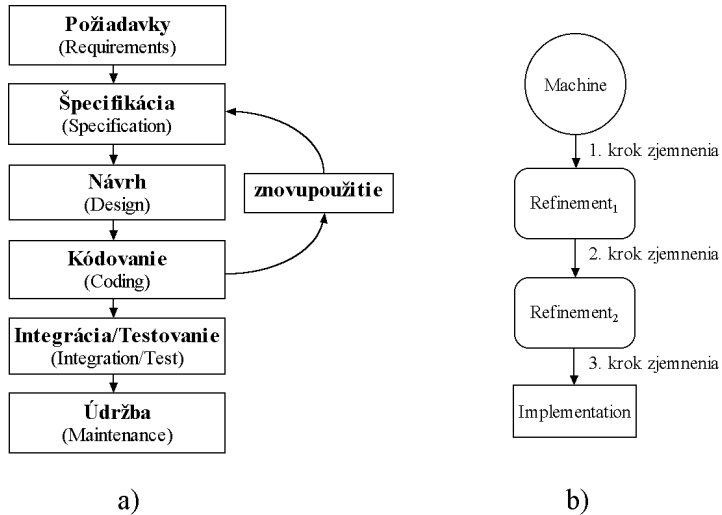 Požiadavky
(Requirements)
Špecifikácia
(Specification)
Návrh
(Design)
znovupoužitie
Kódovanie
(Coding)
Integrácia/Testovanie
(Integration/Test)
Údržba
(Maintenance)
a)
Machine
1. krok zjemnenia
Refinement₁
2. krok zjemnenia
Refinement₂
3. krok zjemnenia
Implementation
b)